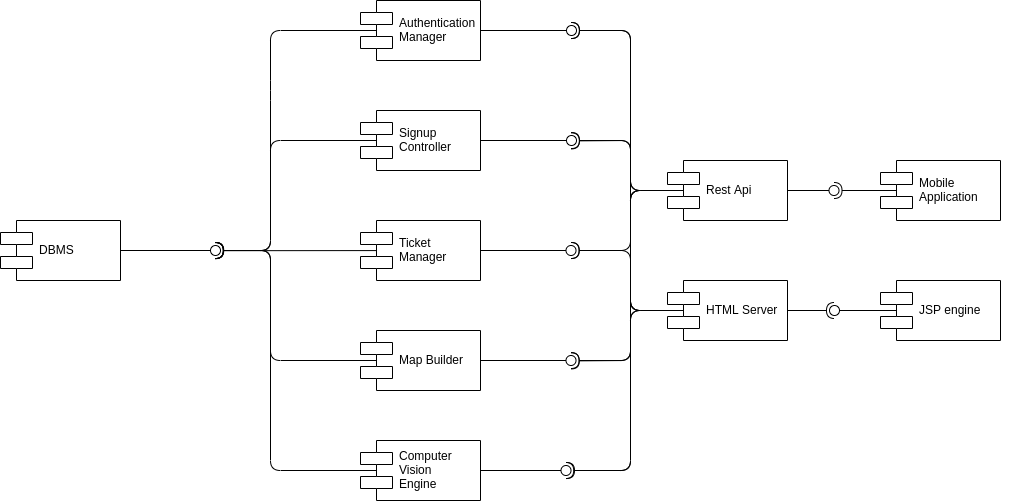 Authentication
Manager
Signup
Controller
Rest Api
Mobile
Application
DBMS
Ticket
Manager
HTML Server
JSP engine
Map Builder
Computer
Vision
Engine